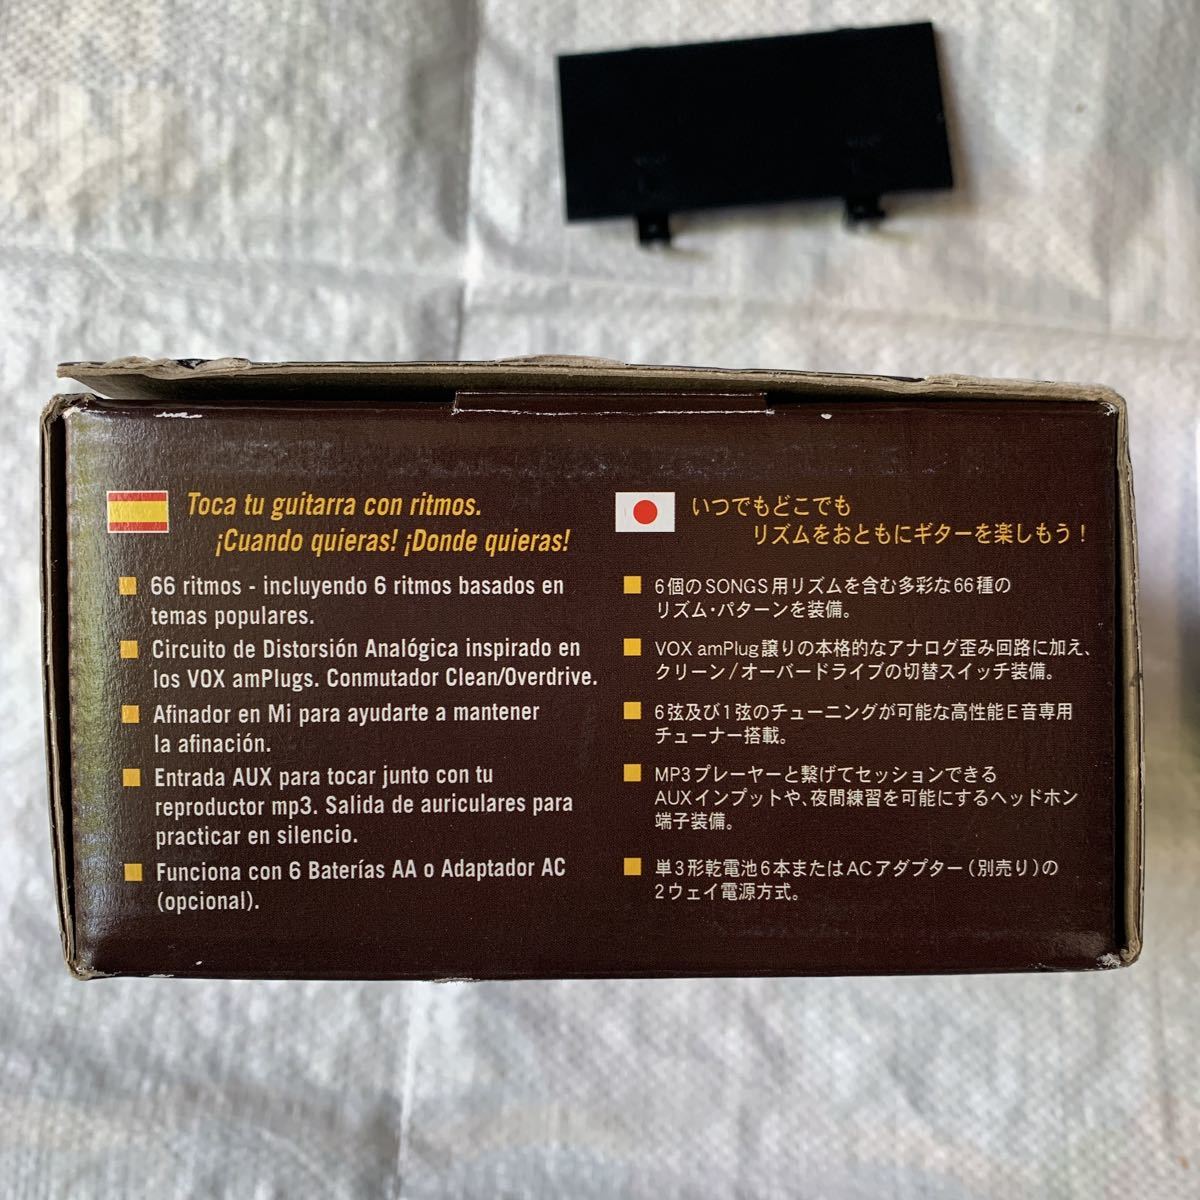 Toca tu guitarra con ritmos.
¡Cuando quieras! ¡Donde quieras!
66 ritmos - incluyendo 6 ritmos basados en
temas populares.
Circuito de Distorsión Analógica inspirado en
los VOX amPlugs. Conmutador Clean/Overdrive.
Afinador en Mi para ayudarte a mantener
la afinación.
Entrada AUX para tocar junto con tu
reproductor mp3. Salida de auriculares para
practicar en silencio.
Funciona con 6 Baterías AA o Adaptador AC
(opcional).
いつでもどこでも
リズムをおともにギターを楽しもう！
6個のSONGS用リズムを含む多彩な66種の
リズム・パターンを装備。
VOX amPlug譲りの本格的なアナログ歪み回路に加え、
クリーン/オーバードライブの切替スイッチ装備。
6弦及び1弦のチューニングが可能な高性能E音専用
チューナー搭載。
MP3プレーヤーと繋げてセッションできる
AUXインプットや、夜間練習を可能にするヘッドホン
端子装備。
単3形乾電池6本またはACアダプター（別売り）の
2ウェイ電源方式。